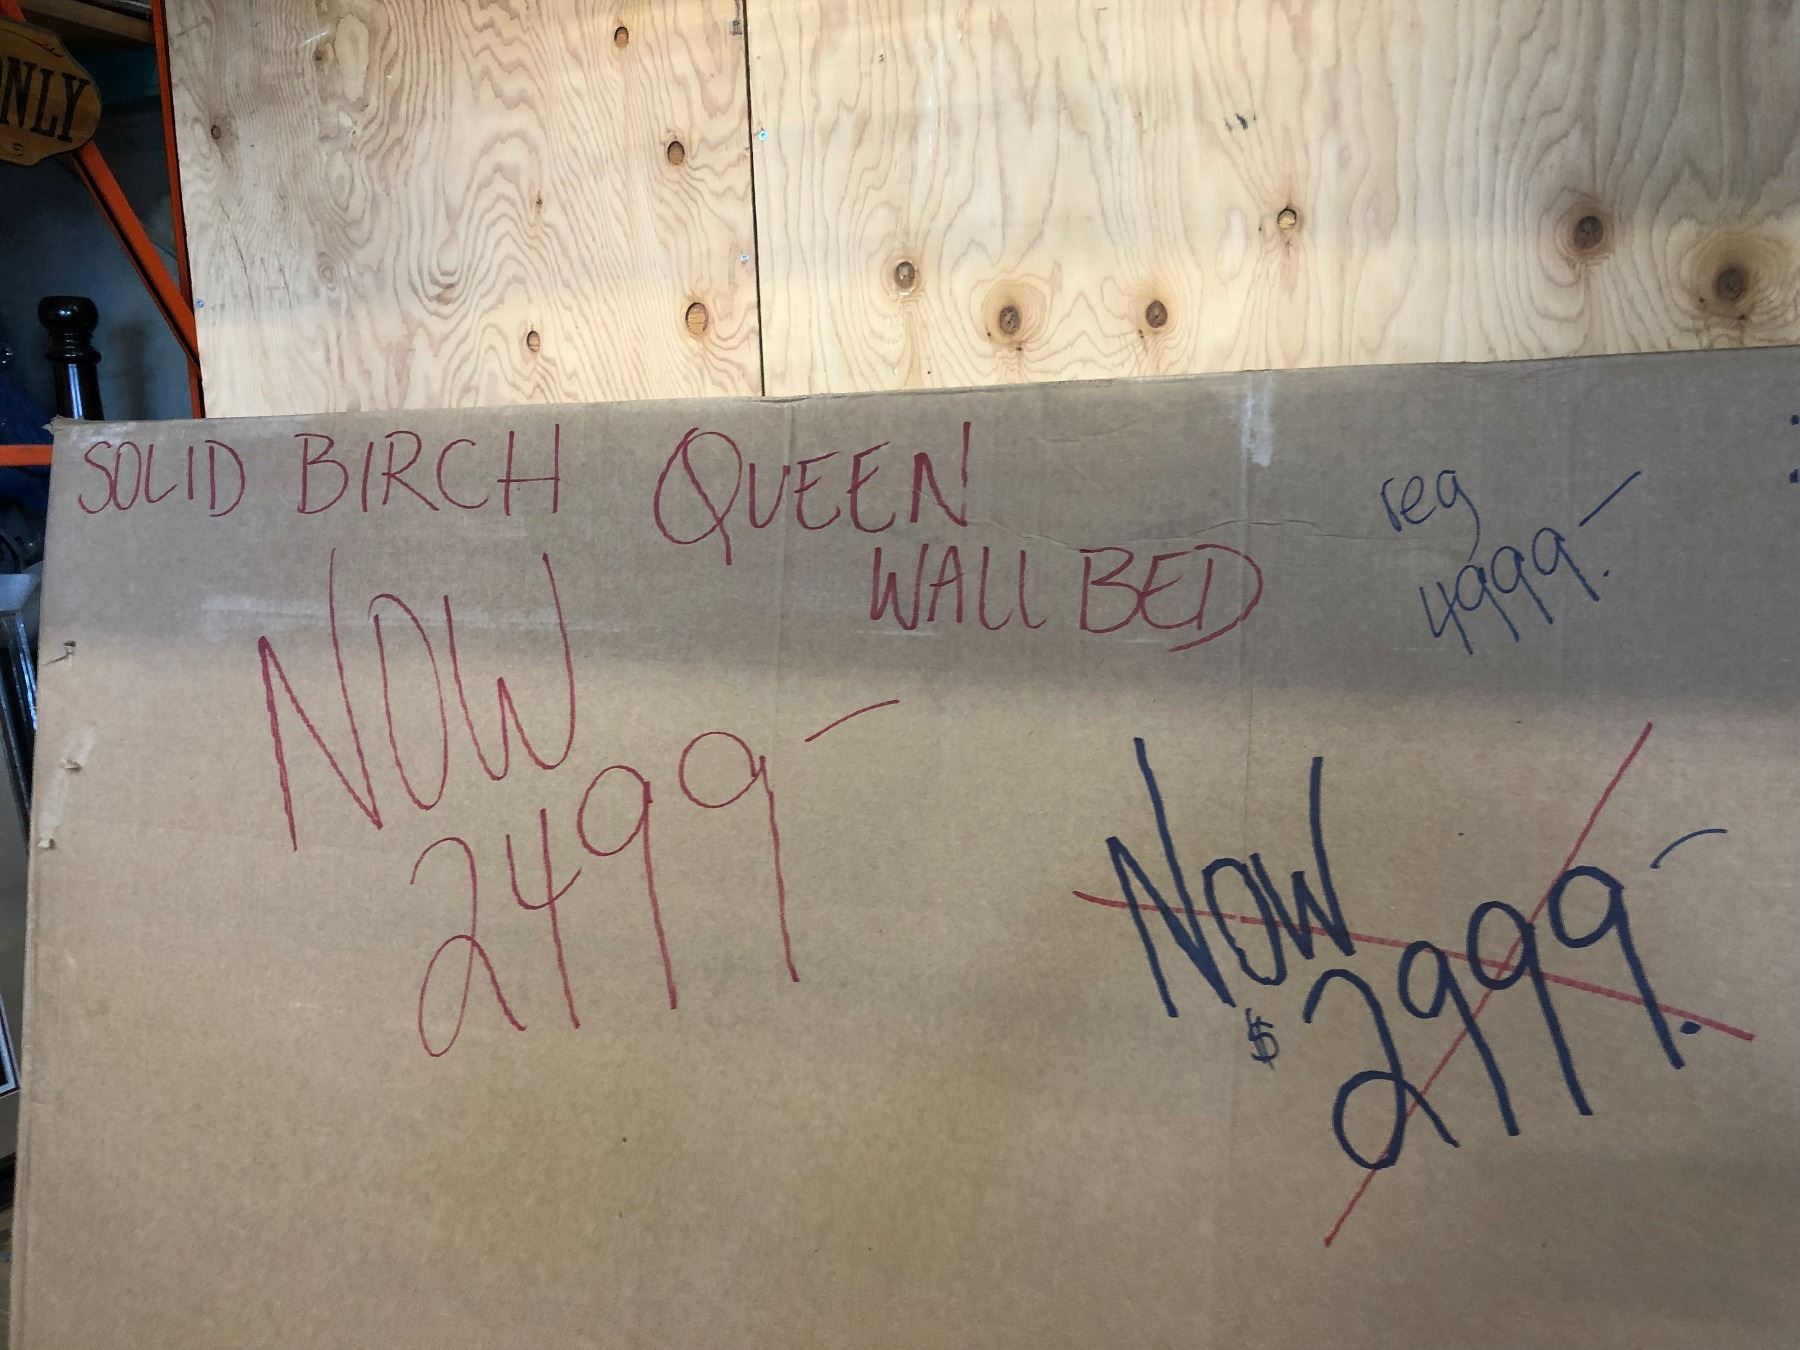 ONLY
SOLID BIRCH QUEEN
WALL BED
reg
4999.-
NOW
2499-
NOW
$2999.-